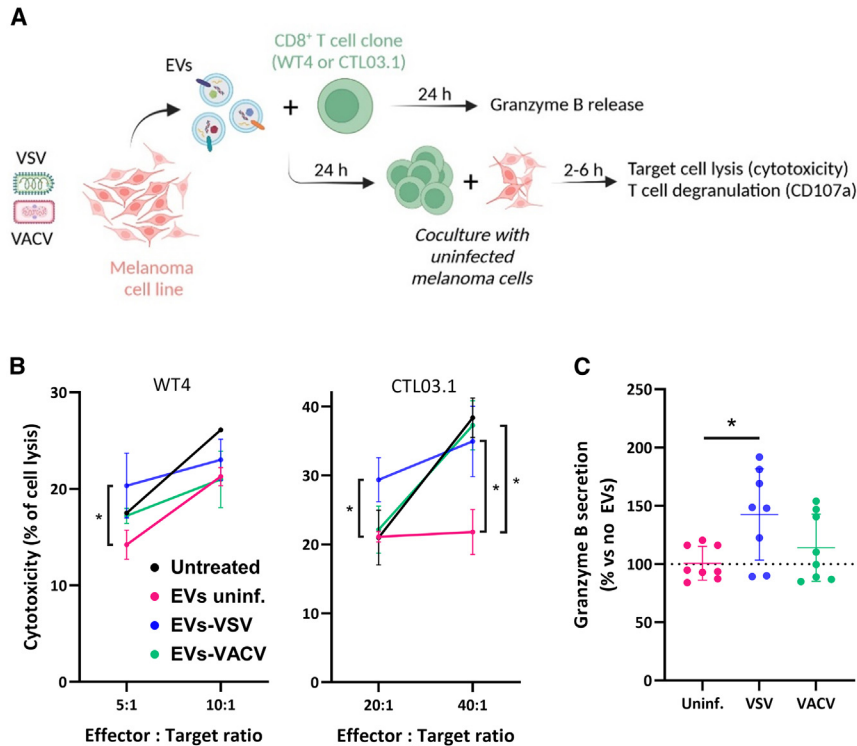 A
CD8⁺ T cell clone
(WT4 or CTL03.1)
EVs
+
24 h
Granzyme B release
VSV
VACV
24 h
+
2-6 h
Target cell lysis (cytotoxicity)
T cell degranulation (CD107a)
Coculture with
uninfected
melanoma cells
Melanoma
cell line
B
WT4
Cytotoxicity (% of cell lysis)
30
20
10
0
*
Untreated
EVs uninf.
EVs-VSV
EVs-VACV
5:1
10:1
Effector : Target ratio
CTL03.1
40
30
20
10
0
*
*
*
20:1
40:1
Effector : Target ratio
C
Granzyme B secretion
(% vs no EVs)
250
200
150
100
50
0
*
Uninf.
VSV
VACV